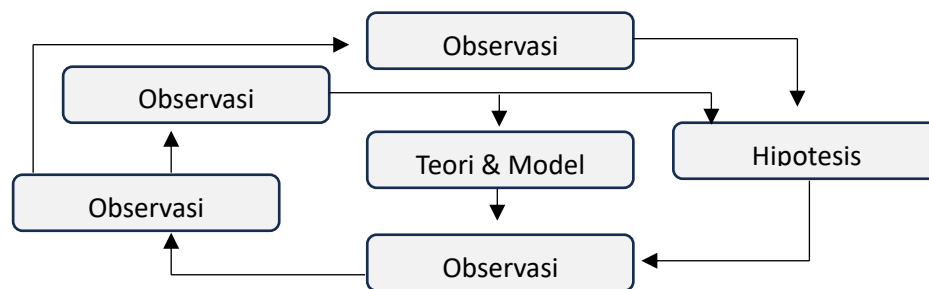 Observasi
Observasi
Teori & Model
Hipotesis
Observasi
Observasi